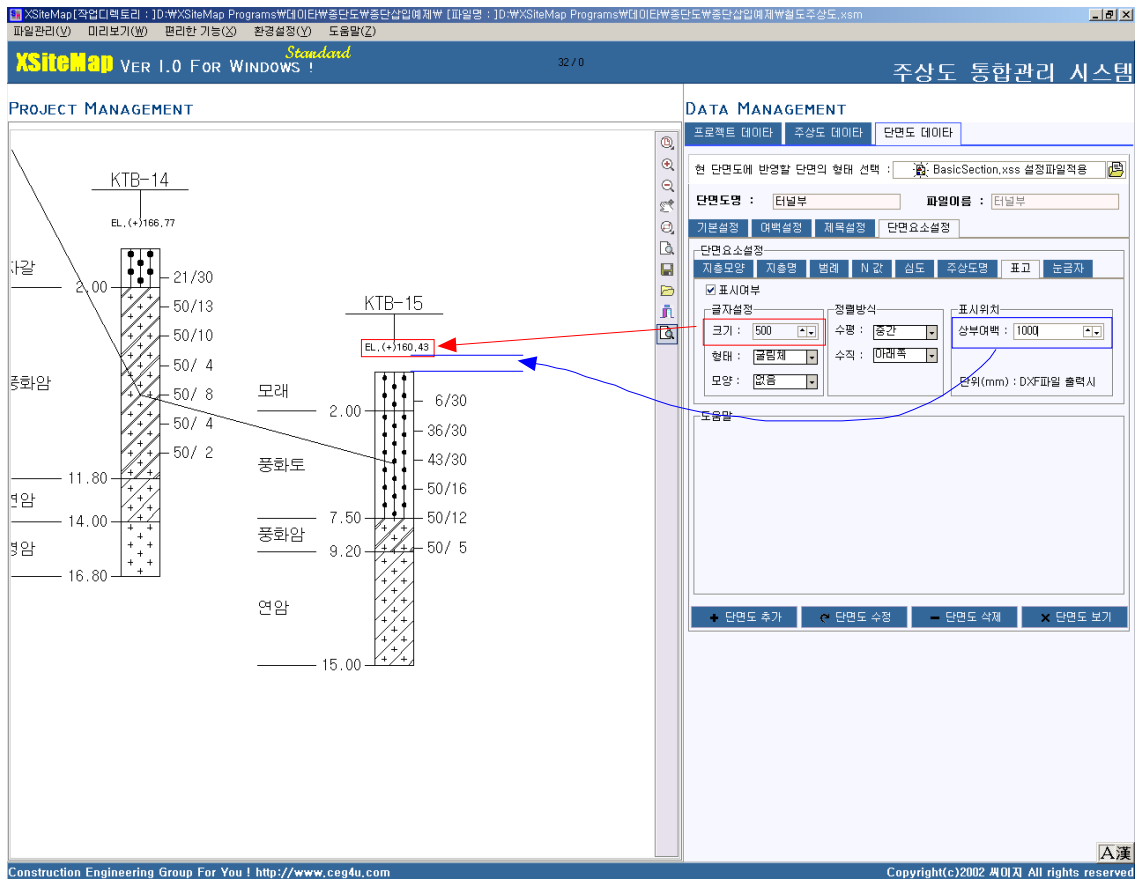 XSiteMap[작업디렉토리 : ]D:₩XSiteMap Programs₩데이타₩종단도₩종단삽입예제₩ [파일명 : ]D:₩XSiteMap Programs₩데이타₩종단도₩종단삽입예제₩철도주상도.xsm
파일관리(V) 미리보기(W) 편리한 기능(X) 환경설정(Y) 도움말(Z)
XSiteMap VER 1.0 FOR WINDOWS !
Standard
32 / 0
주상도 통합관리 시스템
PROJECT MANAGEMENT
KTB-14
EL.(+)166.77
2.00
11.80
14.00
16.80
풍화암
연암
21/30
50/13
50/10
50/ 4
50/ 8
50/ 4
50/ 2
KTB-15
EL.(+)160.43
모래
풍화토
풍화암
연암
2.00
7.50
9.20
15.00
6/30
36/30
43/30
50/16
50/12
50/ 5
DATA MANAGEMENT
프로젝트 데이타 주상도 데이타 단면도 데이타
현 단면도에 반영할 단면의 형태 선택 : BasicSection.xss 설정파일적용
단면도명 : 터널부 파일이름 : 터널부
기본설정 여백설정 제목설정 단면요소설정
단면요소설정
지층모양 지층명 범례 N 값 심도 주상도명 표고 눈금자
표시여부
글자설정
크기 : 500
형태 : 굴림체
모양 : 없음
정렬방식
수평 : 중간
수직 : 아래쪽
표시위치
상부여백 : 1000
단위(mm) : DXF파일 출력시
도움말
단면도 추가 단면도 수정 단면도 삭제 단면도 보기
A漢
Construction Engineering Group For You ! http://www.ceg4u.com
Copyright(c)2002 씨이지 All rights reserved